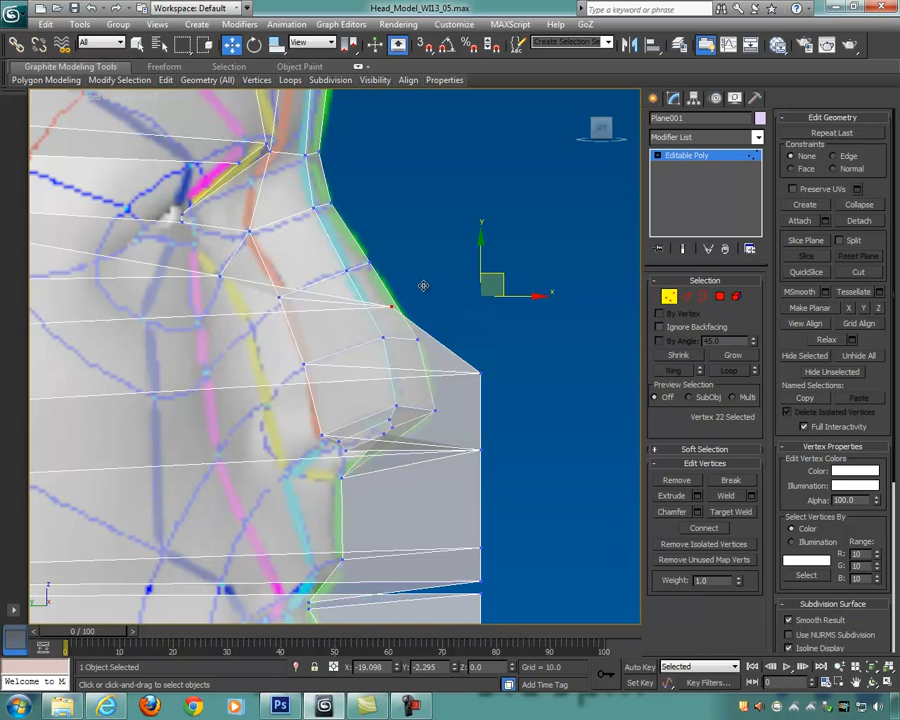 Workspace: Default
Head_Model_WII3_05.max
Type a keyword or phrase
Edit Tools Group Views Create Modifiers Animation Graph Editors Rendering Customize MAXScript Help GoZ
All View Create Selection Se
Graphite Modeling Tools Freeform Selection Object Paint
Polygon Modeling Modify Selection Edit Geometry (All) Vertices Loops Subdivision Visibility Align Properties
y
x
z
y x
Plane001
Modifier List
Editable Poly
Selection
By Vertex
Ignore Backfacing
By Angle: 45.0
Shrink Grow
Ring Loop
Preview Selection
Off SubObj Multi
Vertex 22 Selected
Soft Selection
Edit Vertices
Remove Break
Extrude Weld
Chamfer Target Weld
Connect
Remove Isolated Vertices
Remove Unused Map Verts
Weight: 1.0
Edit Geometry
Repeat Last
Constraints
None Edge
Face Normal
Preserve UVs
Create Collapse
Attach Detach
Slice Plane Split
Slice Reset Plane
QuickSlice Cut
MSmooth Tessellate
Make Planar X Y Z
View Align Grid Align
Relax
Hide Selected Unhide All
Hide Unselected
Named Selections:
Copy Paste
Delete Isolated Vertices
Full Interactivity
Vertex Properties
Edit Vertex Colors
Color:
Illumination:
Alpha: 100.0
Select Vertices By
Color Range:
Illumination R: 10
G: 10
Select B: 10
Subdivision Surface
Smooth Result
Use NURMS Subdivision
Isoline Display
0 / 100
0 10 20 30 40 50 60 70 80 90 100
1 Object Selected X: -19.098 Y: -2.295 Z: 0.0 Grid = 10.0 Auto Key Selected
Welcome to M Click or click-and-drag to select objects Add Time Tag Set Key Key Filters... 0
Ps